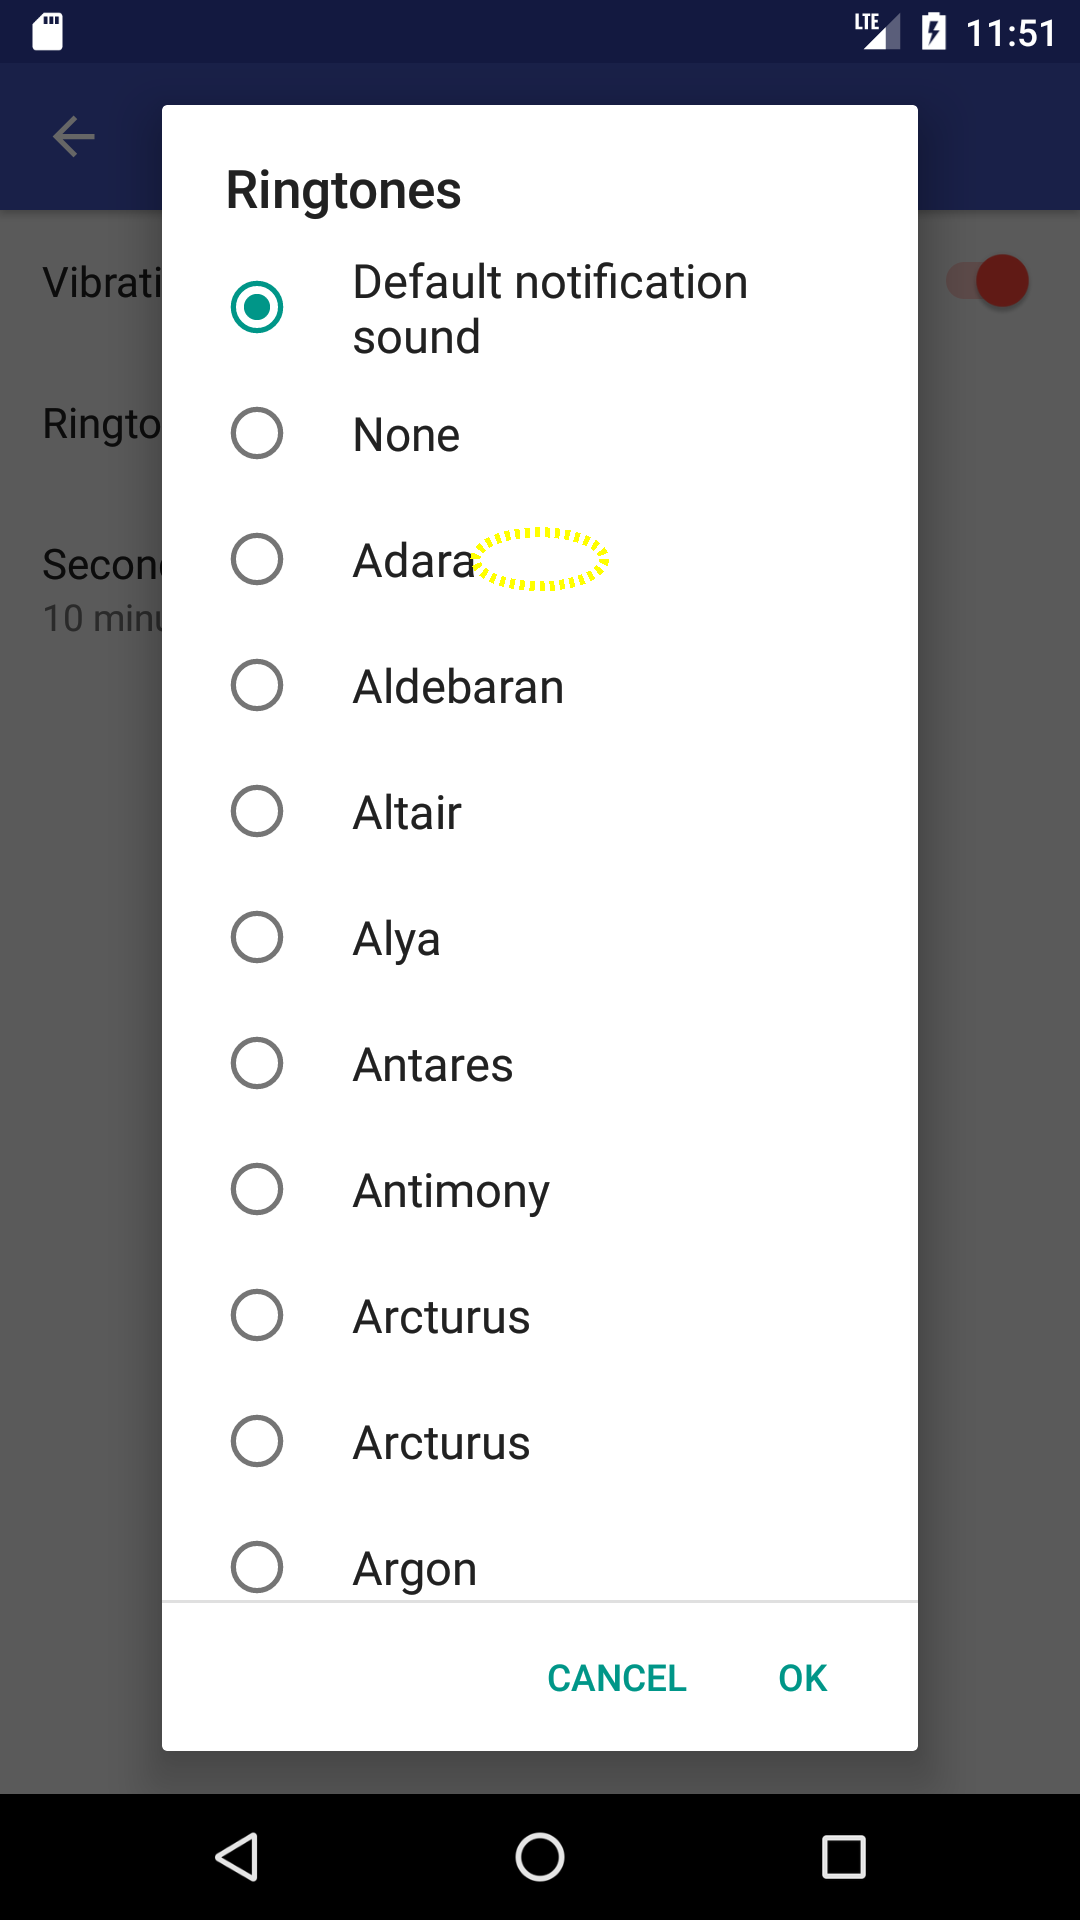 LTE 11:51
Ringtones
Vibrati
Default notification
sound
Ringto
None
Secon
10 minu
Adara
Aldebaran
Altair
Alya
Antares
Antimony
Arcturus
Arcturus
Argon
CANCEL OK